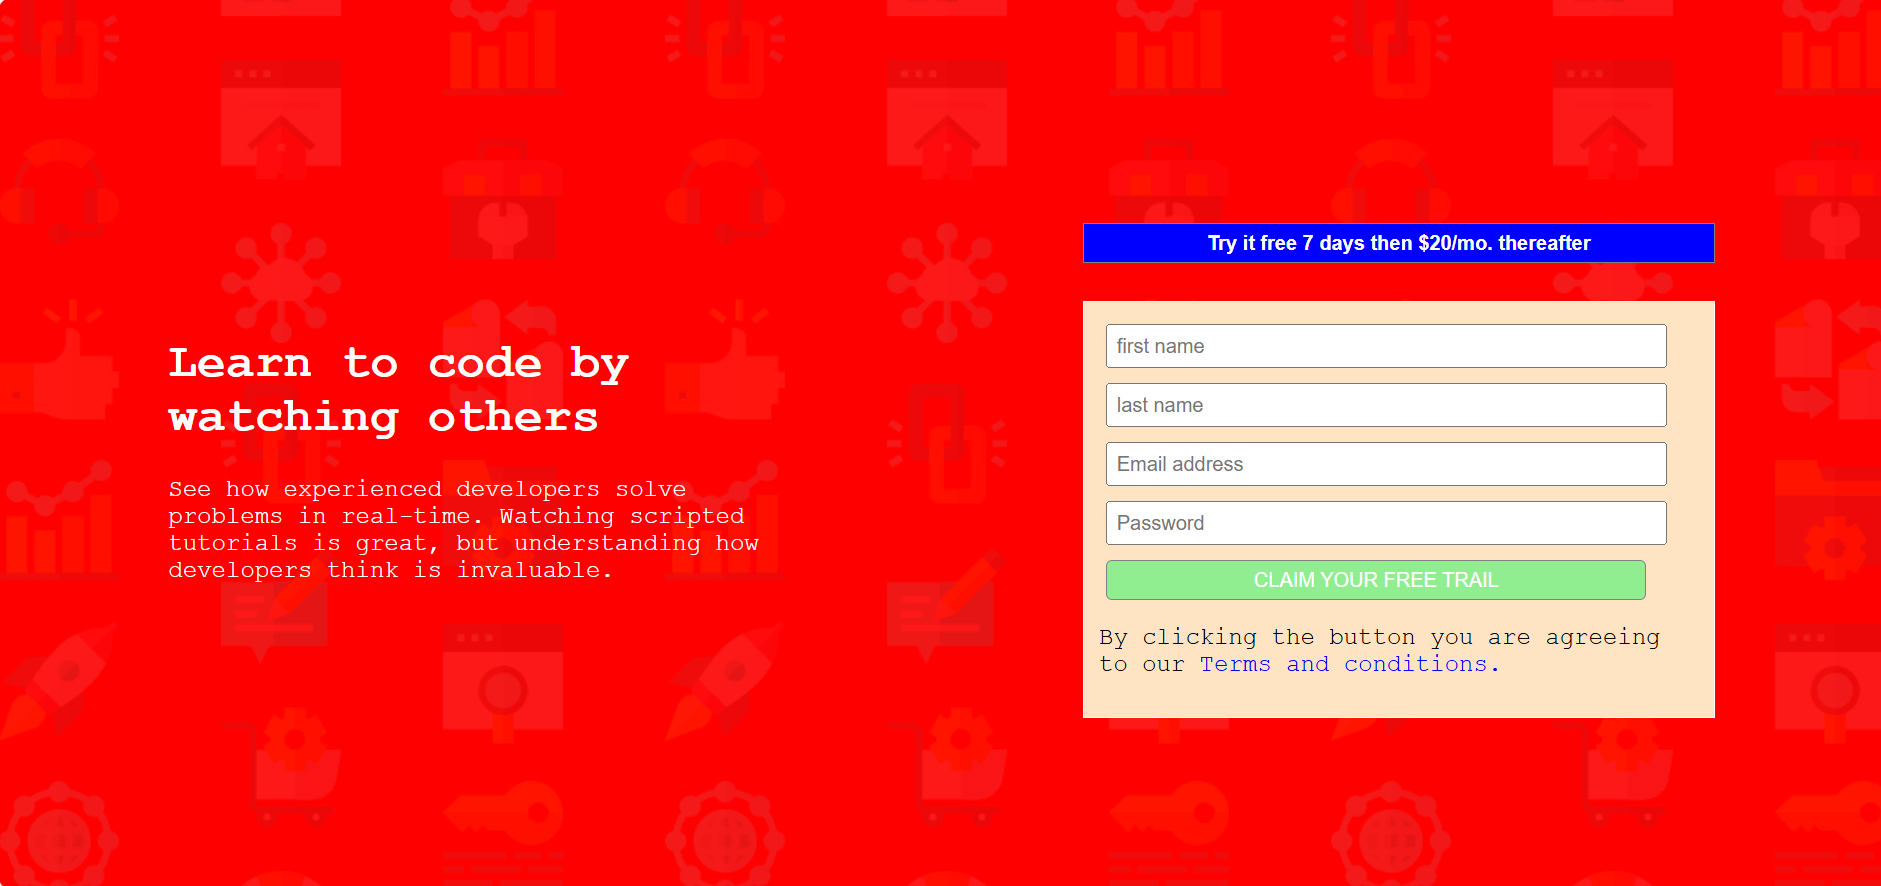 Learn to code by
watching others
See how experienced developers solve
problems in real-time. Watching scripted
tutorials is great, but understanding how
developers think is invaluable.
Try it free 7 days then $20/mo. thereafter
first name
last name
Email address
Password
CLAIM YOUR FREE TRAIL
By clicking the button you are agreeing
to our Terms and conditions.